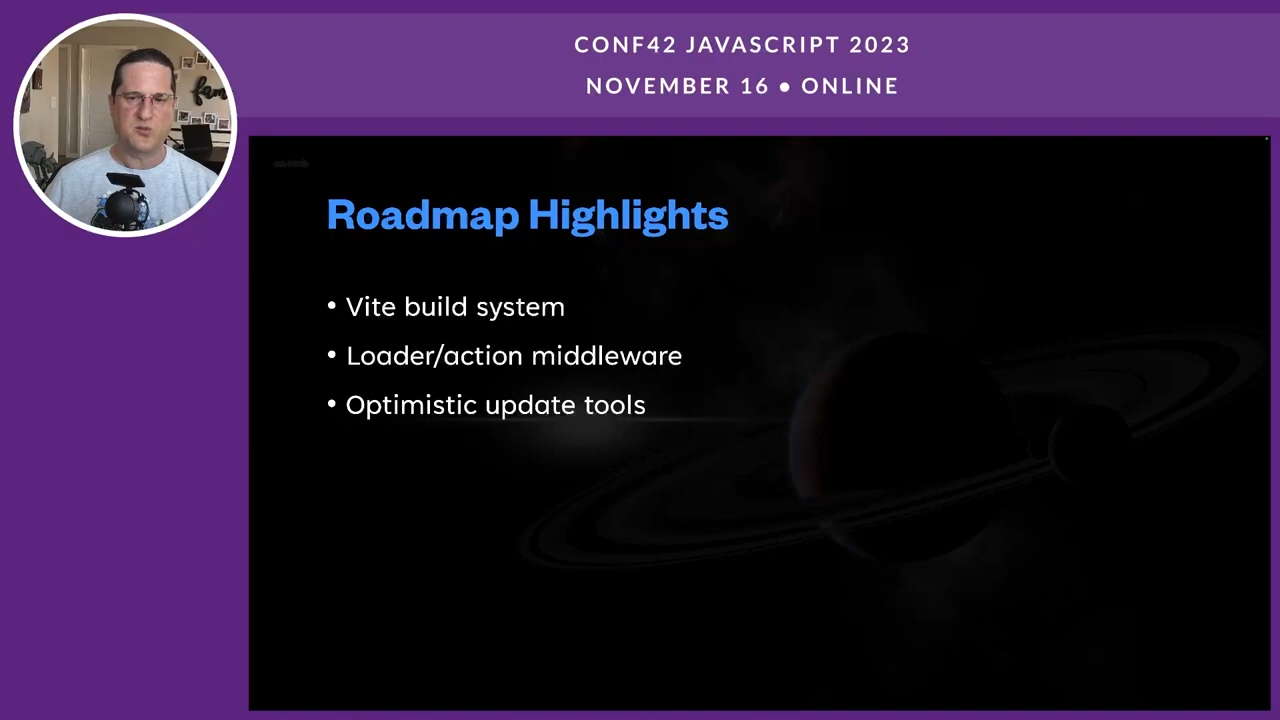 CONF42 JAVASCRIPT 2023
NOVEMBER 16 • ONLINE
Roadmap Highlights
• Vite build system
• Loader/action middleware
• Optimistic update tools